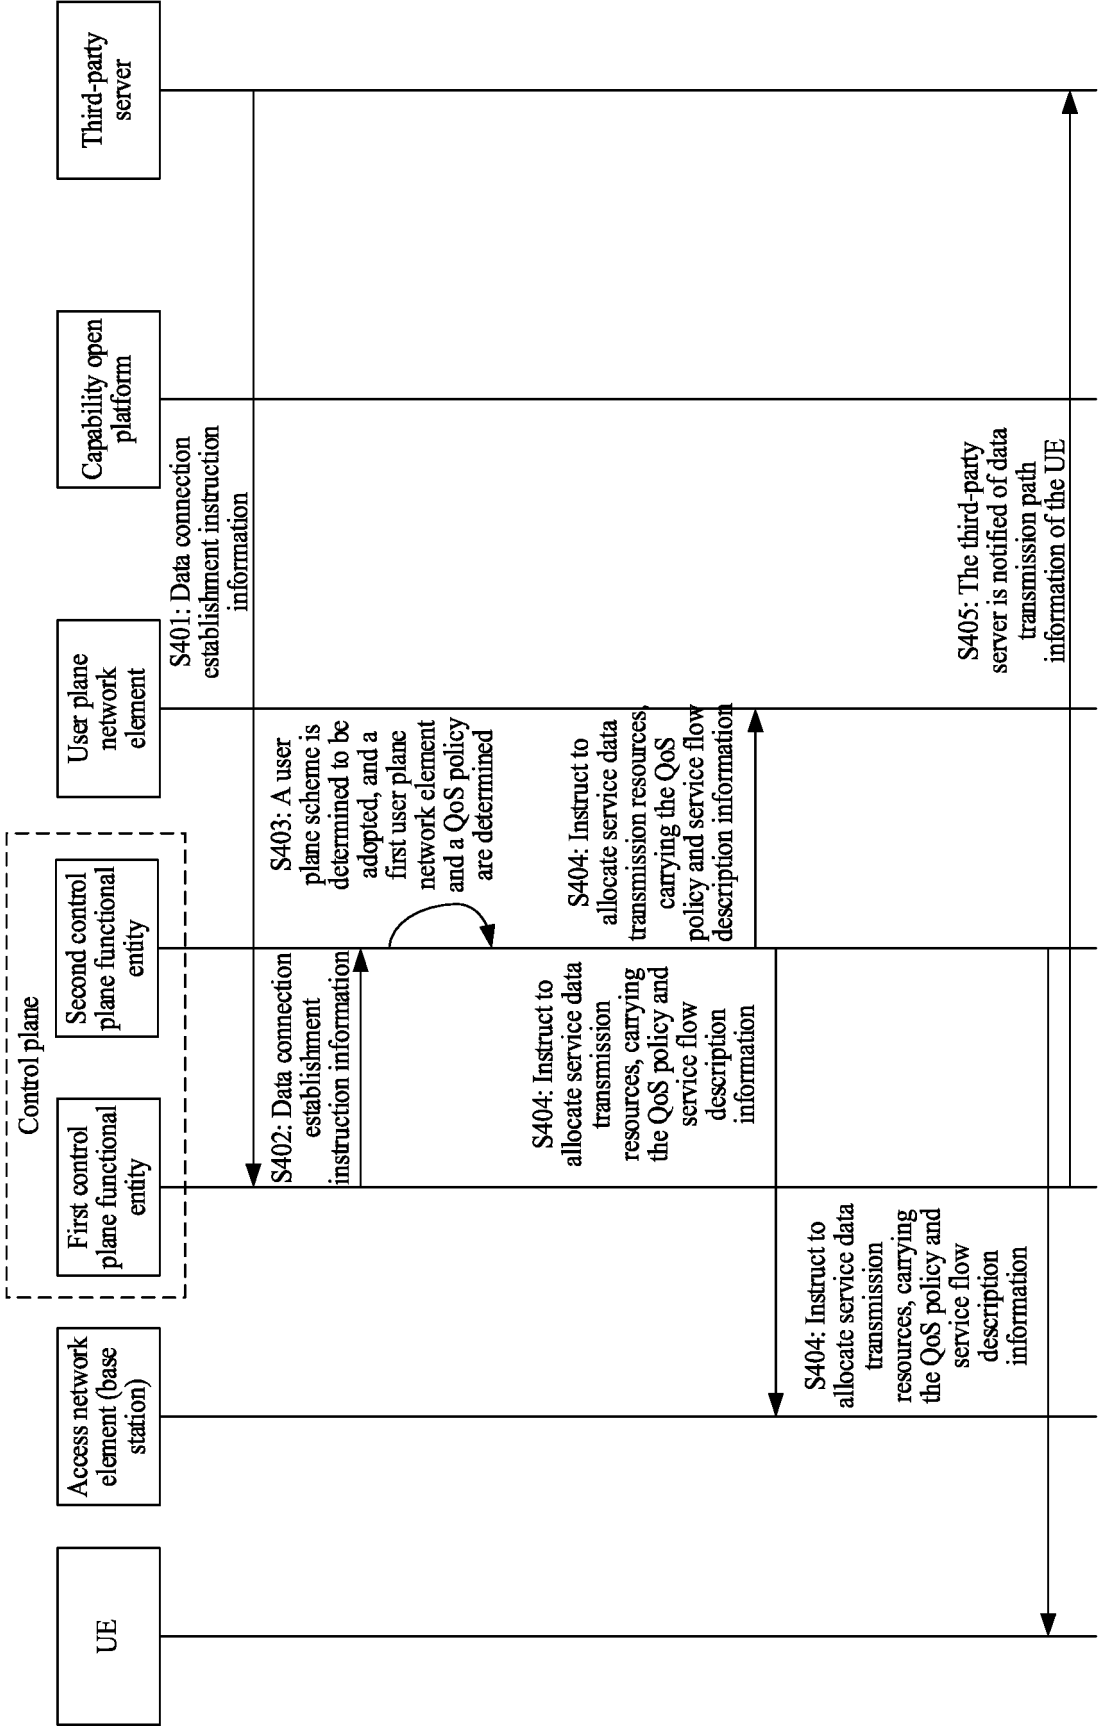 Control plane
UE
Access network
element (base
station)
First control
plane functional
entity
Second control
plane functional
entity
User plane
network
element
Capability open
platform
Third-party
server
S401: Data connection
establishment instruction
information
S402: Data connection
establishment
instruction information
S403: A user
plane scheme is
determined to be
adopted, and a
first user plane
network element
and a QoS policy
are determined
S404: Instruct to
allocate service data
transmission resources,
carrying the QoS
policy and service flow
description information
S404: Instruct to
allocate service data
transmission
resources, carrying
the QoS policy and
service flow
description
information
S404: Instruct to
allocate service data
transmission
resources, carrying
the QoS policy and
service flow
description
information
S405: The third-party
server is notified of data
transmission path
information of the UE